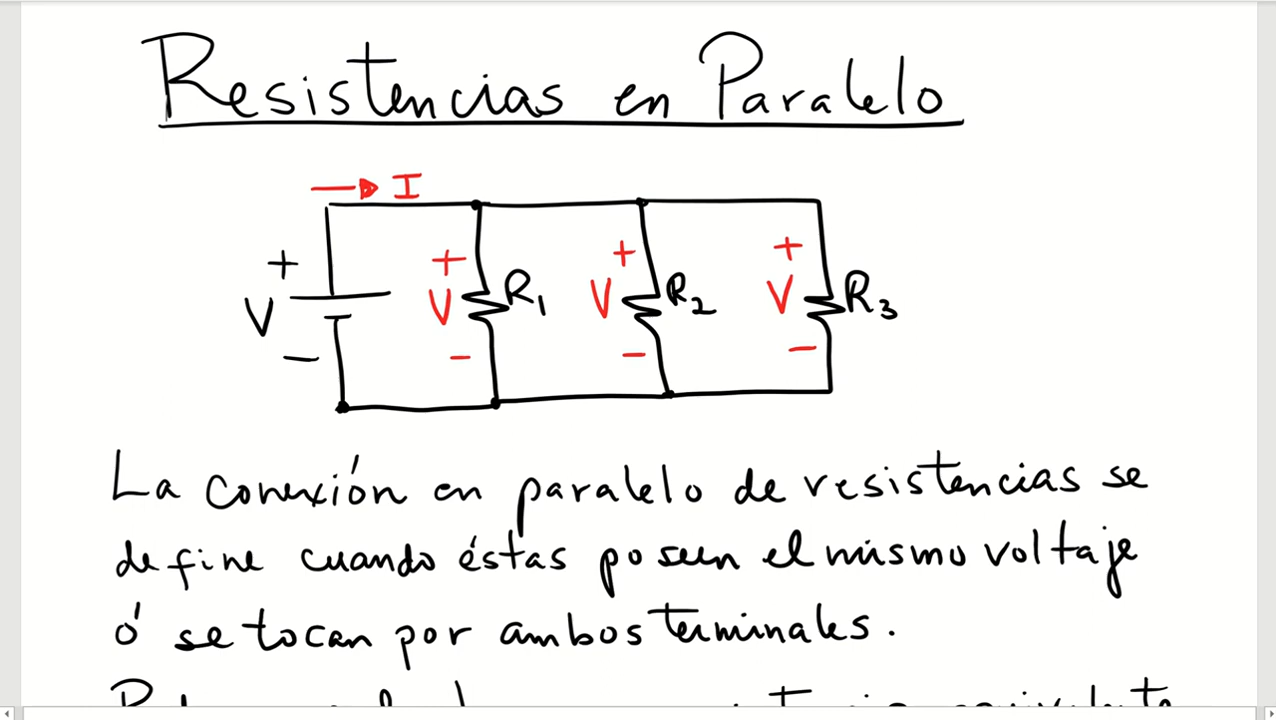 Resistencias en Paralelo
I
+ + + +
V V R1 V R2 V R3
- - - -
La conexión en paralelo de resistencias se
define cuando éstas poseen el mismo voltaje
ó se tocan por ambos terminales.